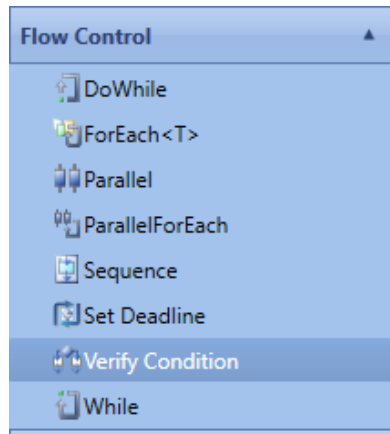 Flow Control
DoWhile
ForEach<T>
Parallel
ParallelForEach
Sequence
Set Deadline
Verify Condition
While